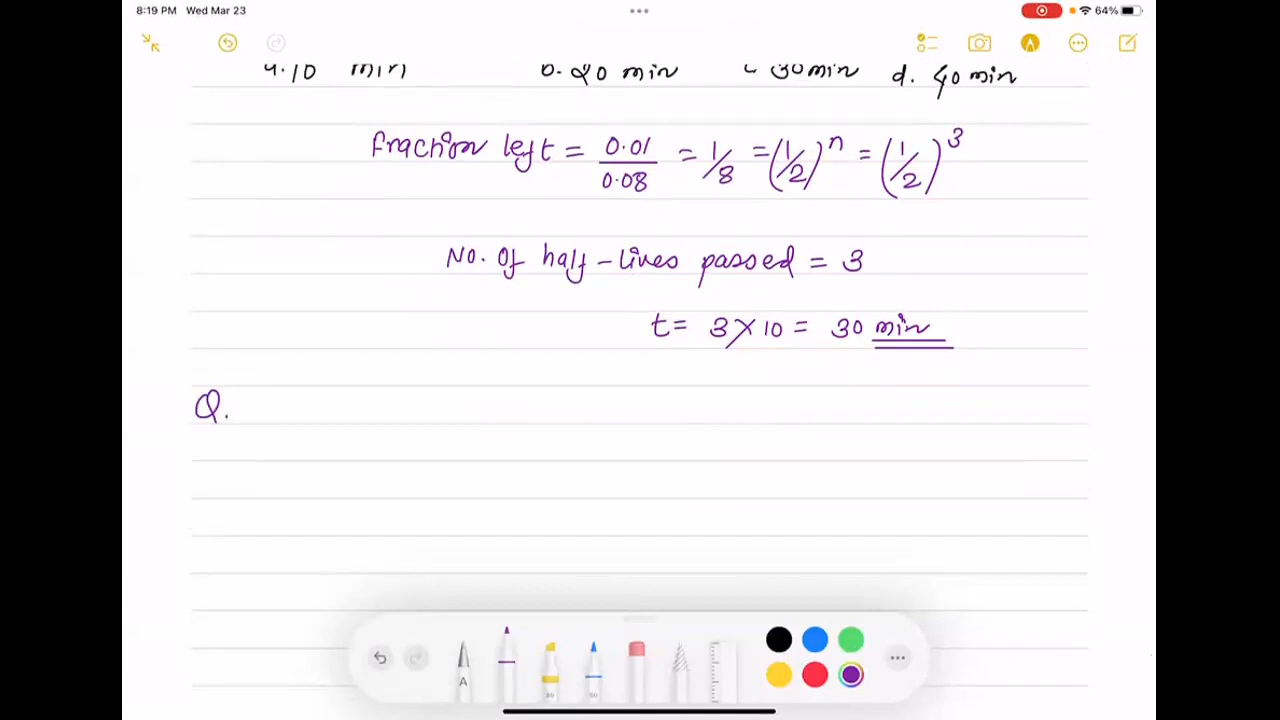 8:19 PM Wed Mar 23 64%
a. 10 min b. 20 min c. 30 min d. 40 min
fraction left = 0.01/0.08 = 1/8 = (1/2)^n = (1/2)^3
No. Of half-lives passed = 3
t = 3 × 10 = 30 min
Q.
A 80 50